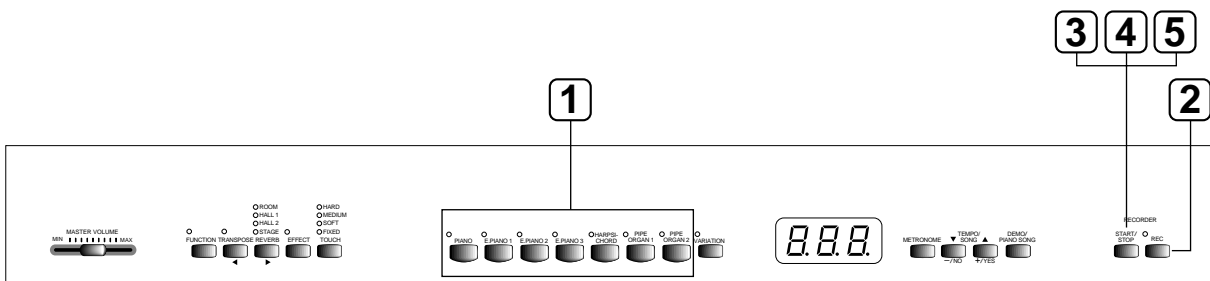 3 4 5
1
2
ROOM
HALL 1
HALL 2
STAGE
HARD
MEDIUM
SOFT
FIXED
MASTER VOLUME
MIN MAX
FUNCTION TRANSPOSE REVERB EFFECT TOUCH
PIANO
E.PIANO 1
E.PIANO 2
E.PIANO 3
HARPSI-
CHORD
PIPE
ORGAN 1
PIPE
ORGAN 2
VARIATION
8.8.8.
METRONOME
▼ TEMPO/ ▲
SONG
−/NO +/YES
DEMO/
PIANO SONG
RECORDER
START/
STOP
REC